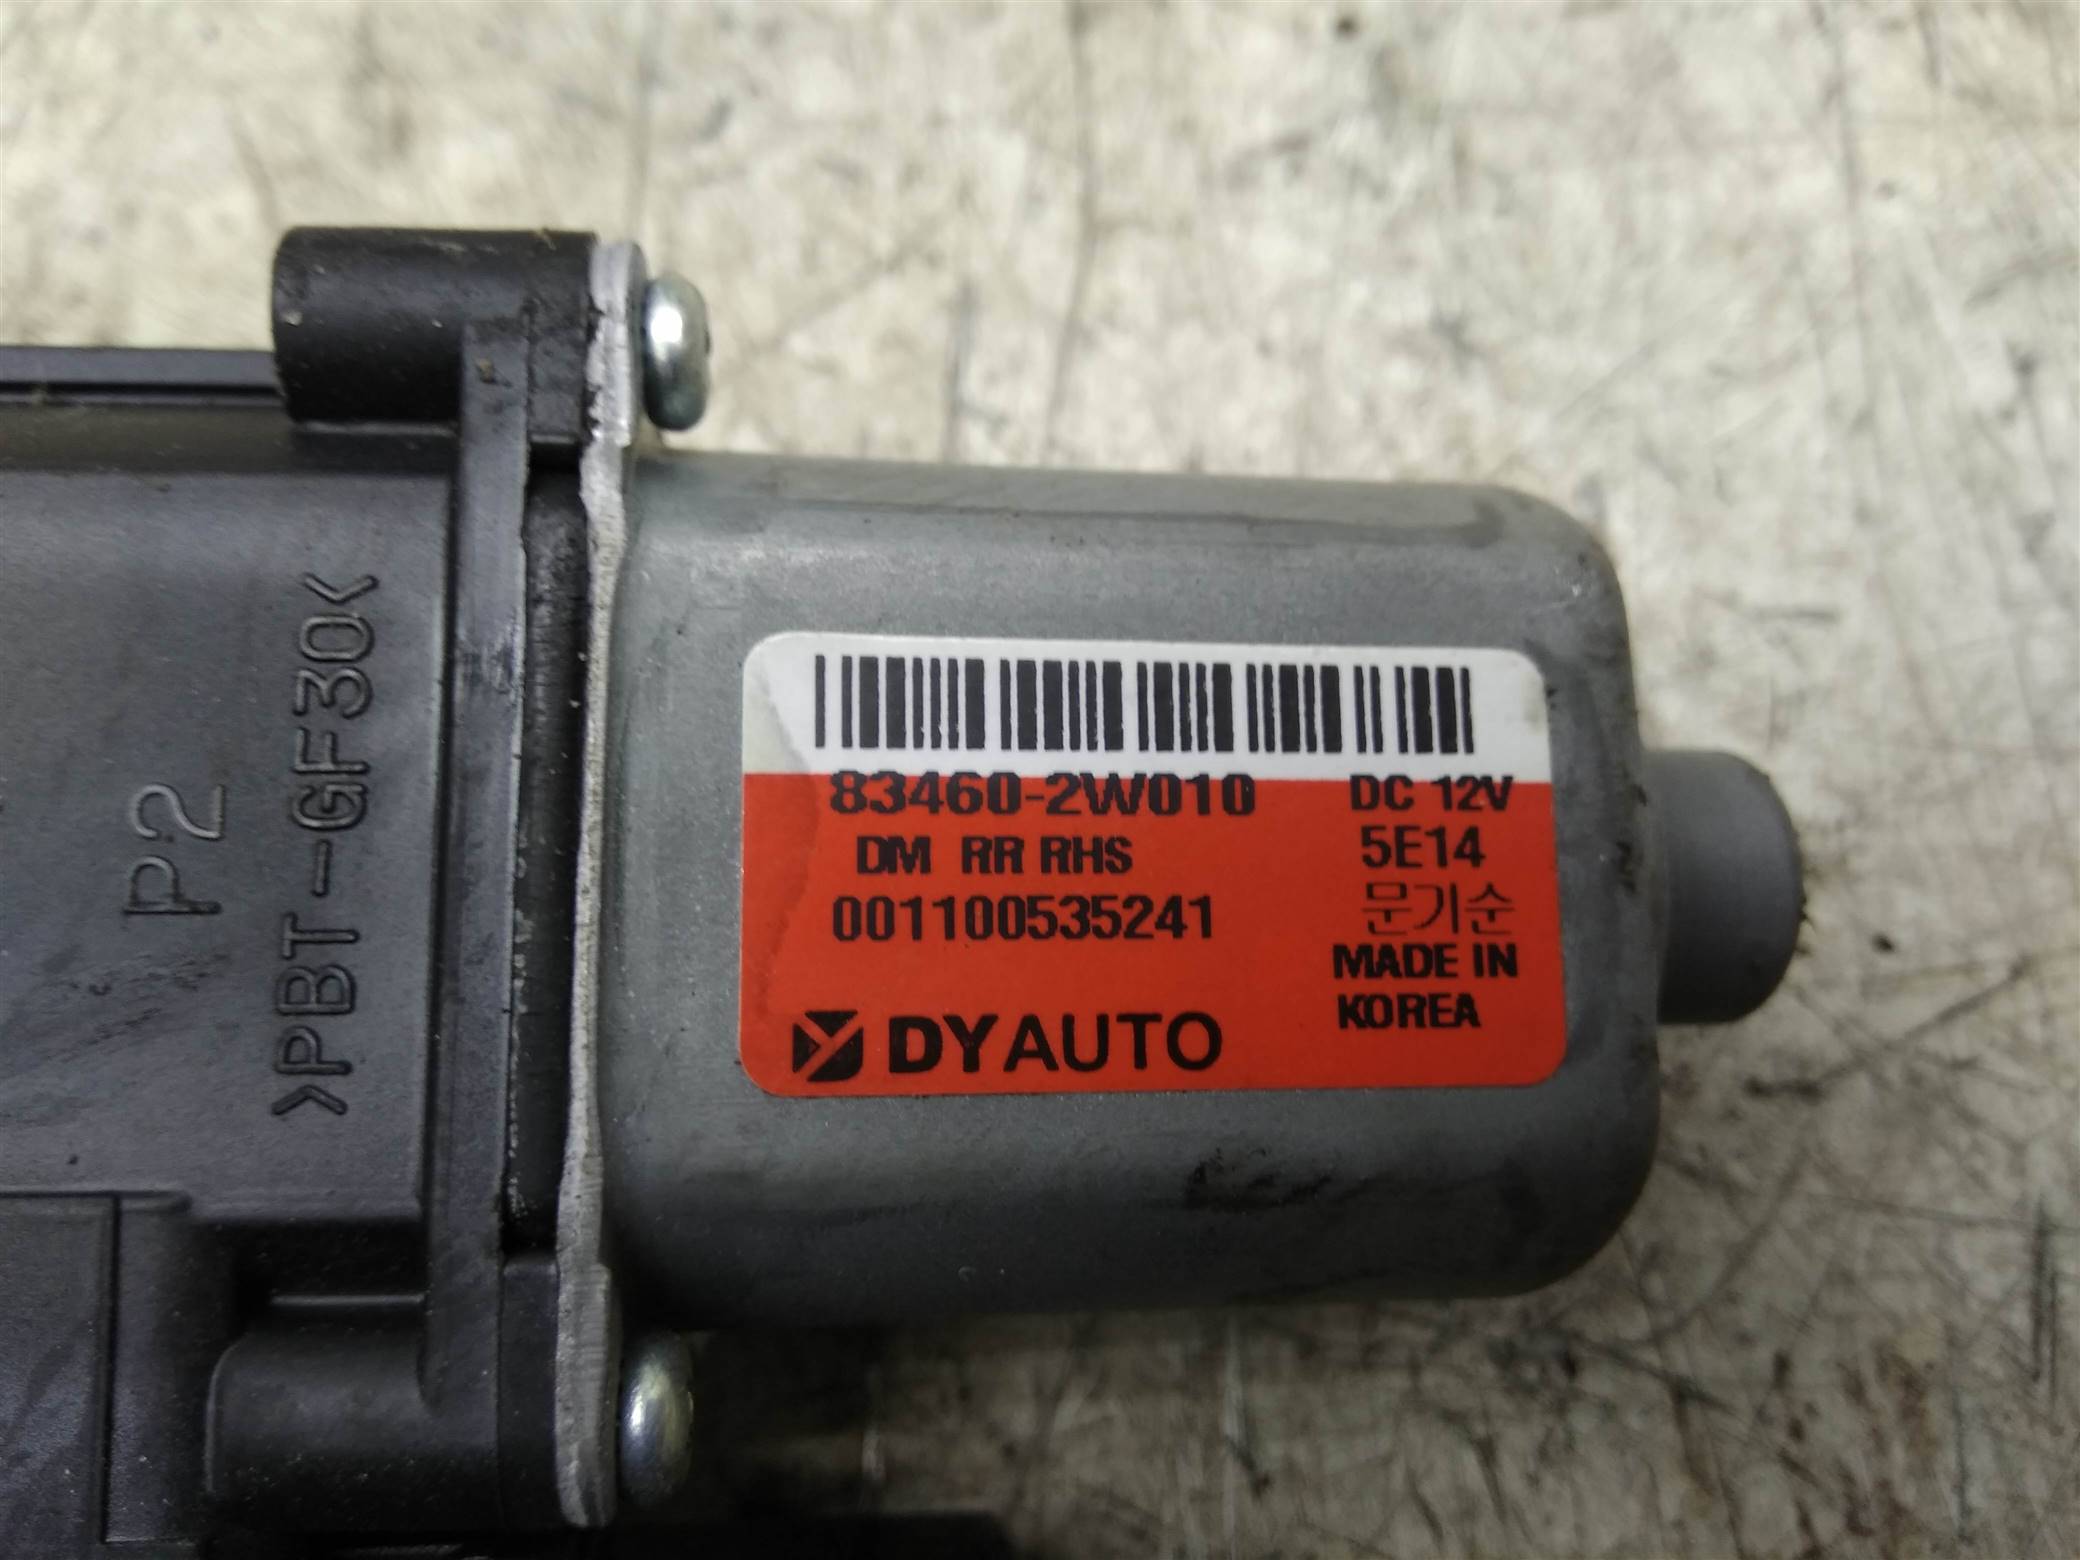 P2
>PBT-GF30<
83460-2W010 DC 12V
DM RR RHS 5E14
001100535241 문기순
MADE IN
KOREA
DYAUTO